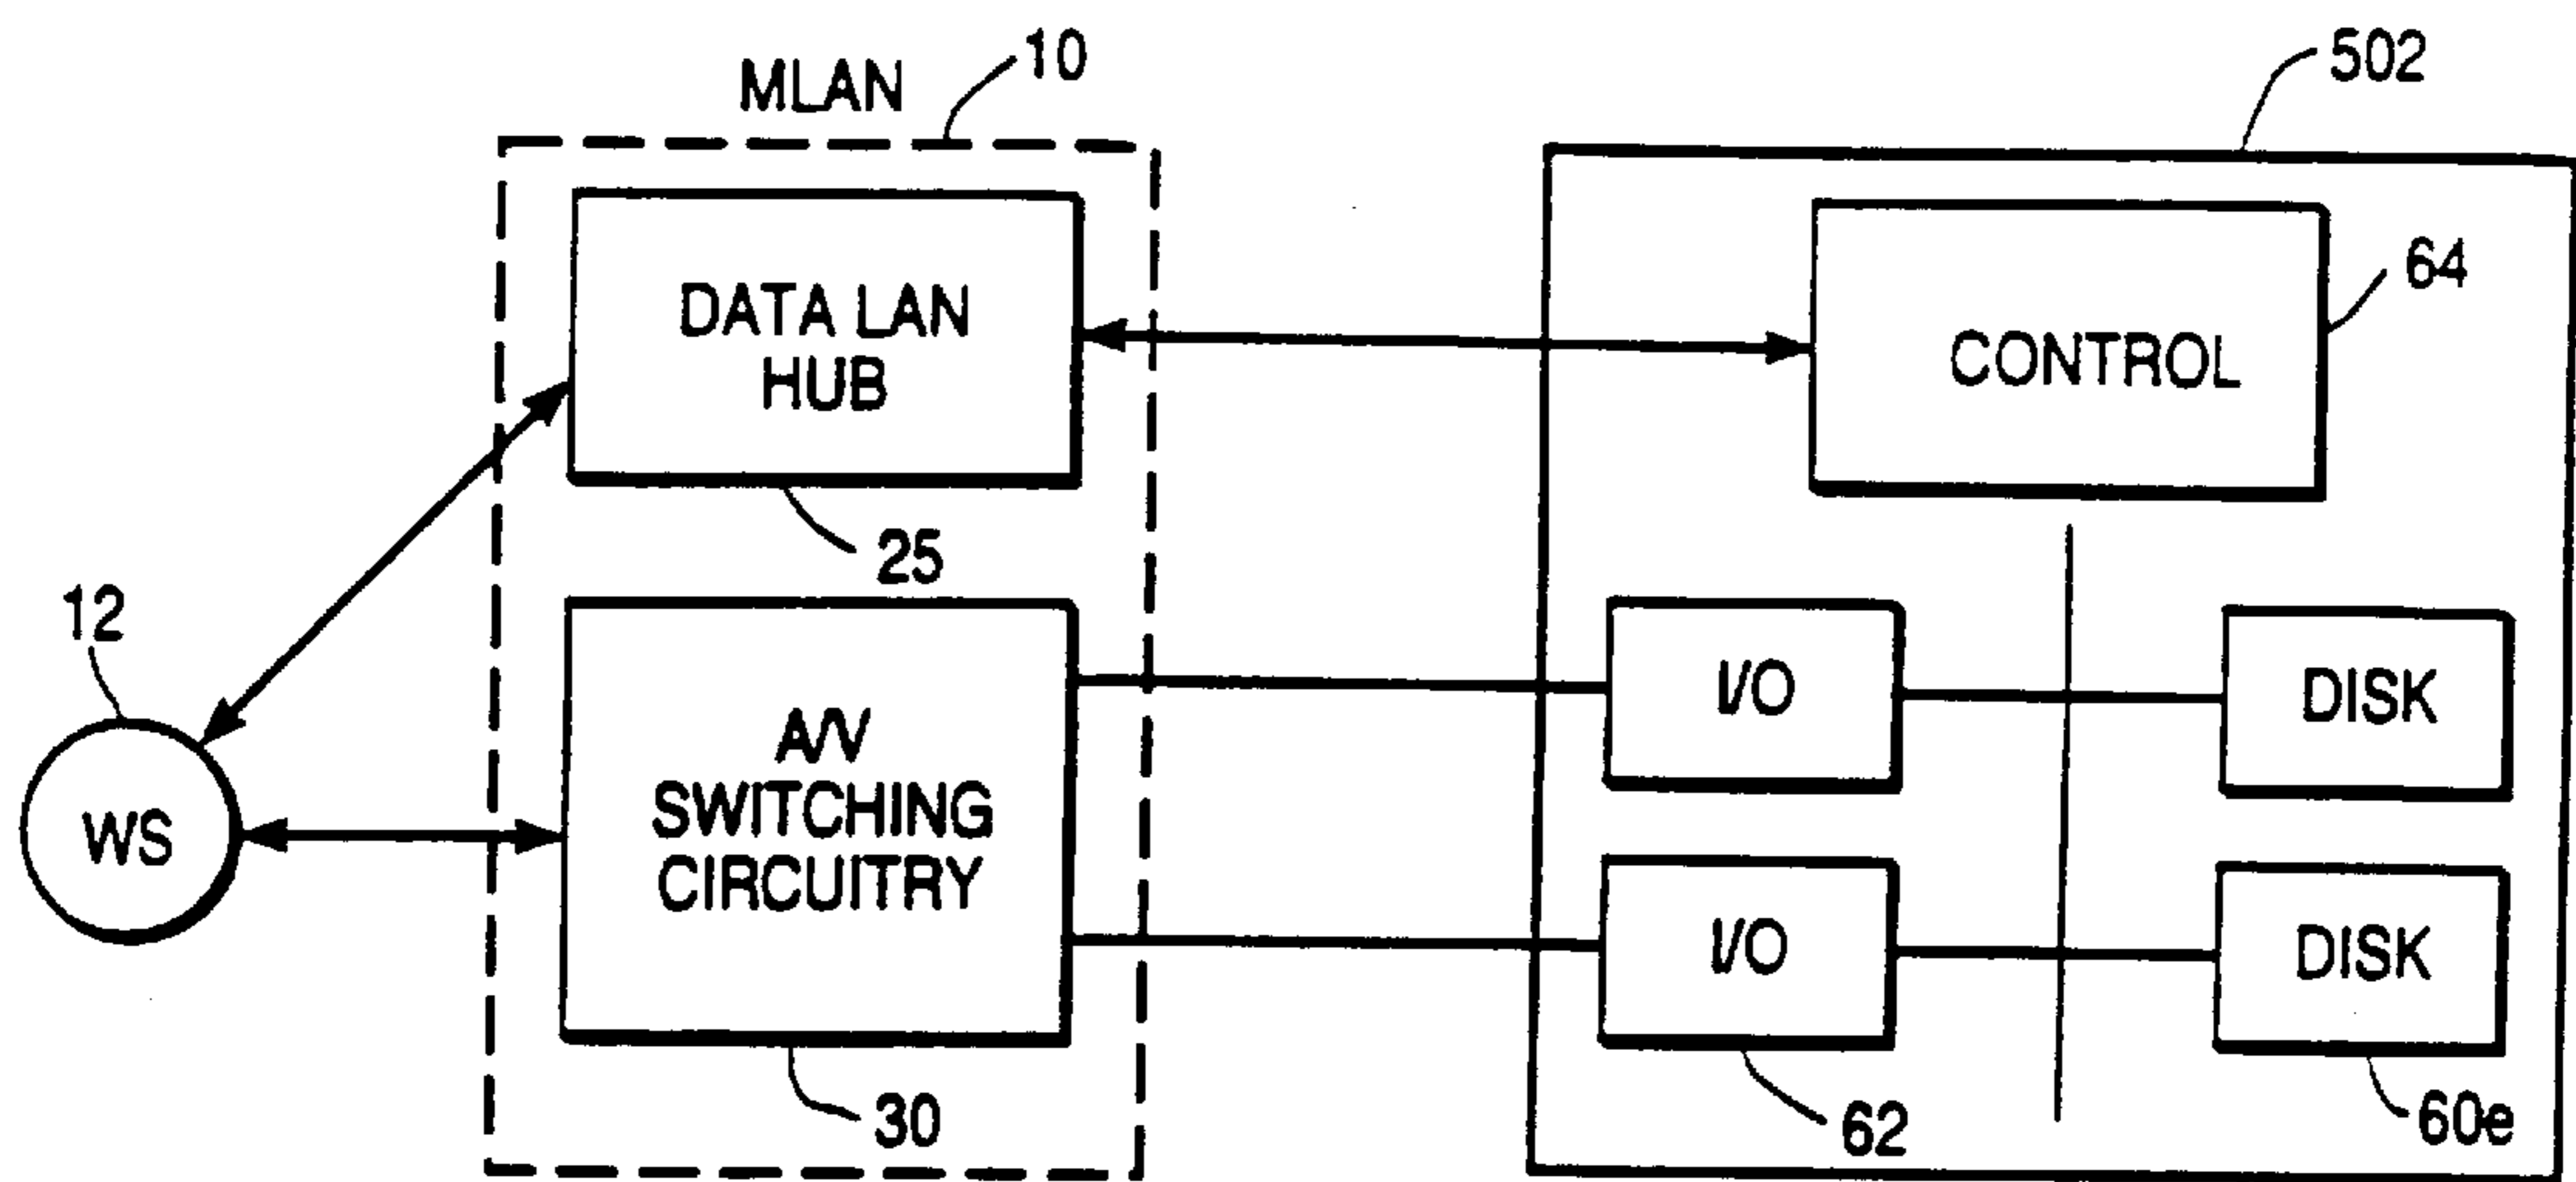 MLAN
10
502
DATA LAN
HUB
CONTROL
64
25
12
WS
A/V
SWITCHING
CIRCUITRY
I/O
DISK
I/O
DISK
30
62
60e